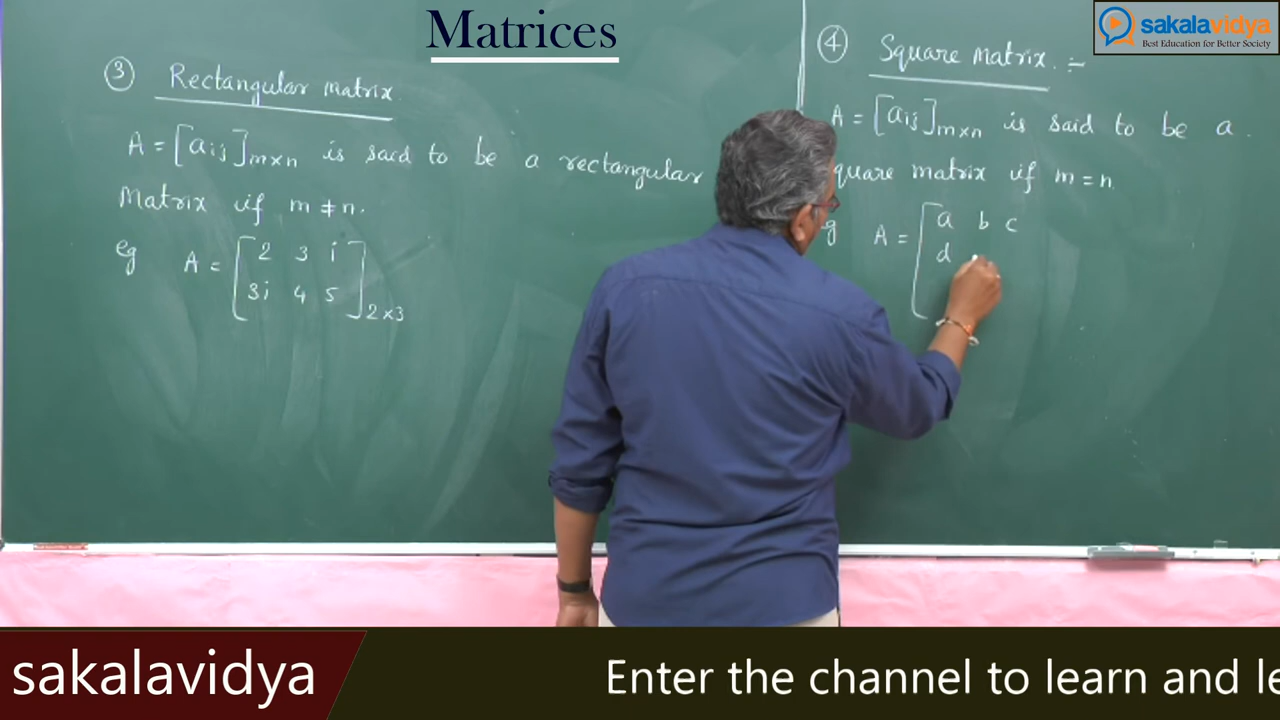 Matrices
sakalavidya
Best Education for Better Society
③ Rectangular matrix.
A = [aij]m×n is said to be a rectangular
Matrix if m ≠ n.
eg A = [2 3 i
3i 4 5]2×3
④ Square matrix :-
A = [aij]m×n is said to be a
quare matrix if m = n.
g A = [a b c
d
sakalavidya
Enter the channel to learn and le